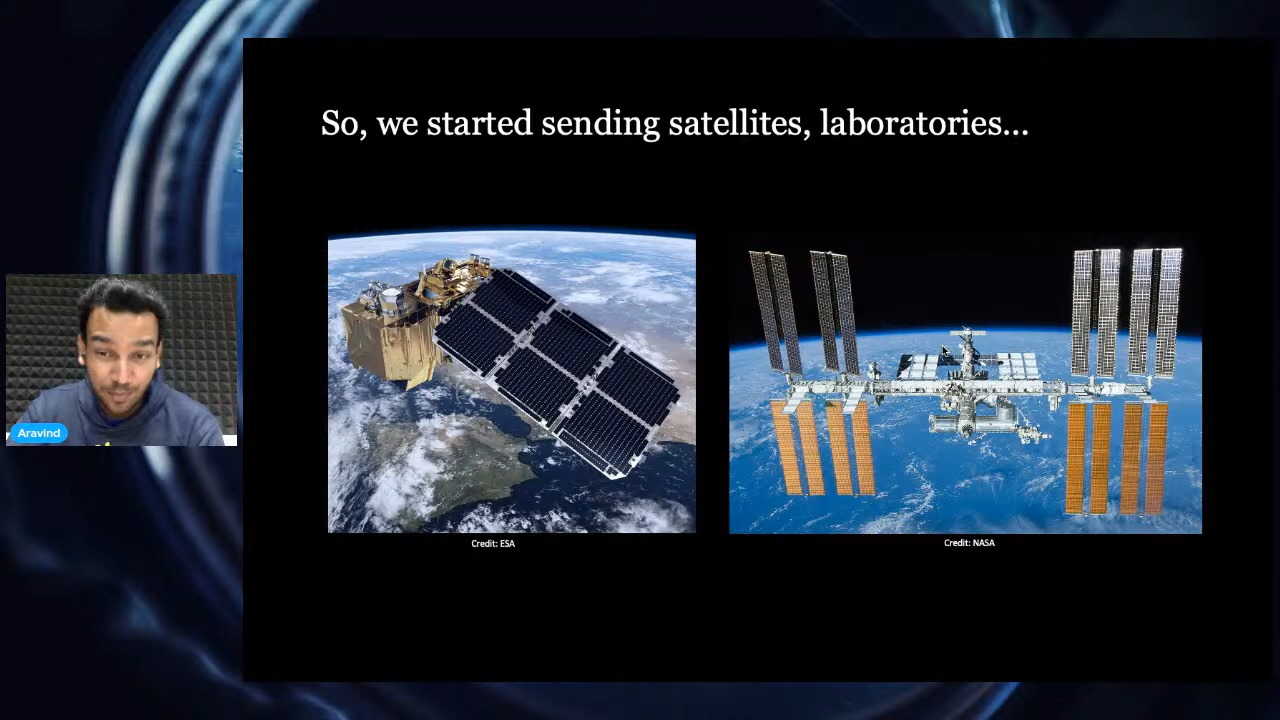 So, we started sending satellites, laboratories...
Aravind
Credit: ESA
Credit: NASA